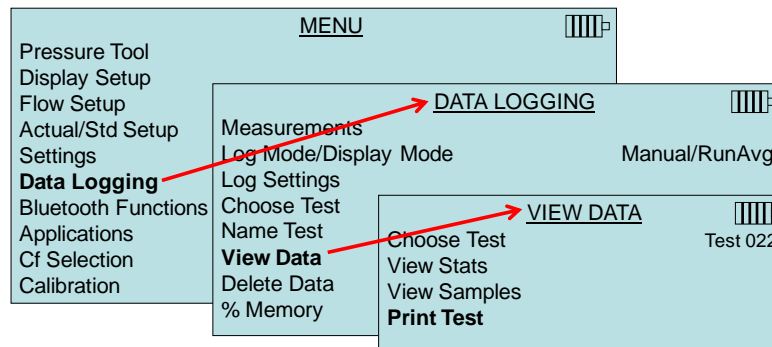 MENU
Pressure Tool
Display Setup
Flow Setup
Actual/Std Setup
Settings
Data Logging
Bluetooth Functions
Applications
Cf Selection
Calibration
DATA LOGGING
Measurements
Log Mode/Display Mode Manual/RunAvg
Log Settings
Choose Test
Name Test
View Data
Delete Data
% Memory
VIEW DATA
Choose Test Test 022
View Stats
View Samples
Print Test